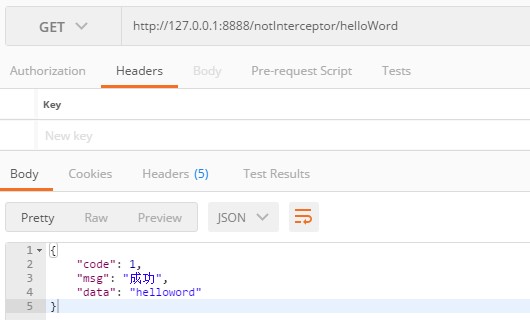 GET http://127.0.0.1:8888/notInterceptor/helloWord
Authorization Headers Body Pre-request Script Tests
Key
New key
Body Cookies Headers (5) Test Results
Pretty Raw Preview JSON
1 {
2 "code": 1,
3 "msg": "成功",
4 "data": "helloword"
5 }